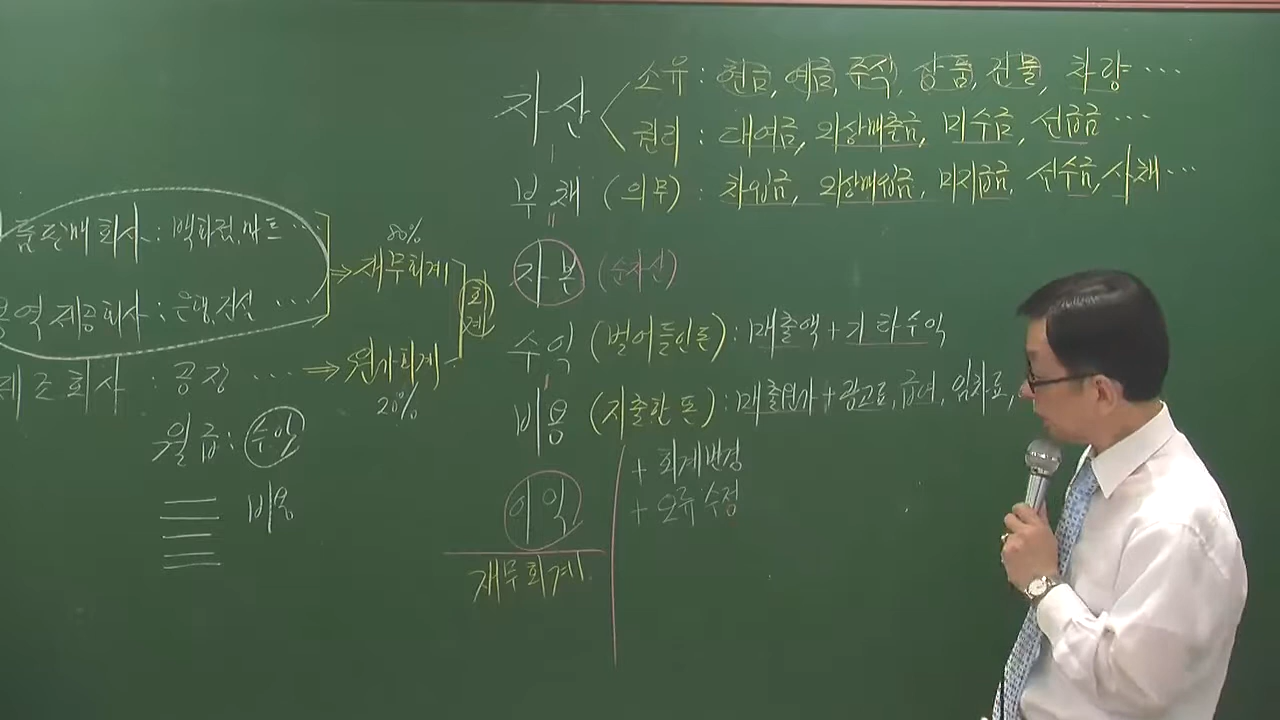 자산
소유 : 현금, 예금, 주식, 상품, 건물, 차량 ...
권리 : 대여금, 외상매출금, 미수금, 선급금 ...
부채 (의무) : 차입금, 외상매입금, 미지급금, 선수금, 사채 ...
자본 (순자산)
수익 (벌어들인돈) : 매출액 + 기타수익
비용 (지출한돈) : 매출원가 + 광고료, 급여, 임차료,
+ 회계변경
+ 오류수정
이익
재무회계
품판매회사 : 백화점, 마트 ...
용역제공회사 : 은행, 건설 ...
제조회사 : 공장 ...
⇒ 재무회계 80%
⇒ 원가회계 20%
회계
월급 : 수익
비용